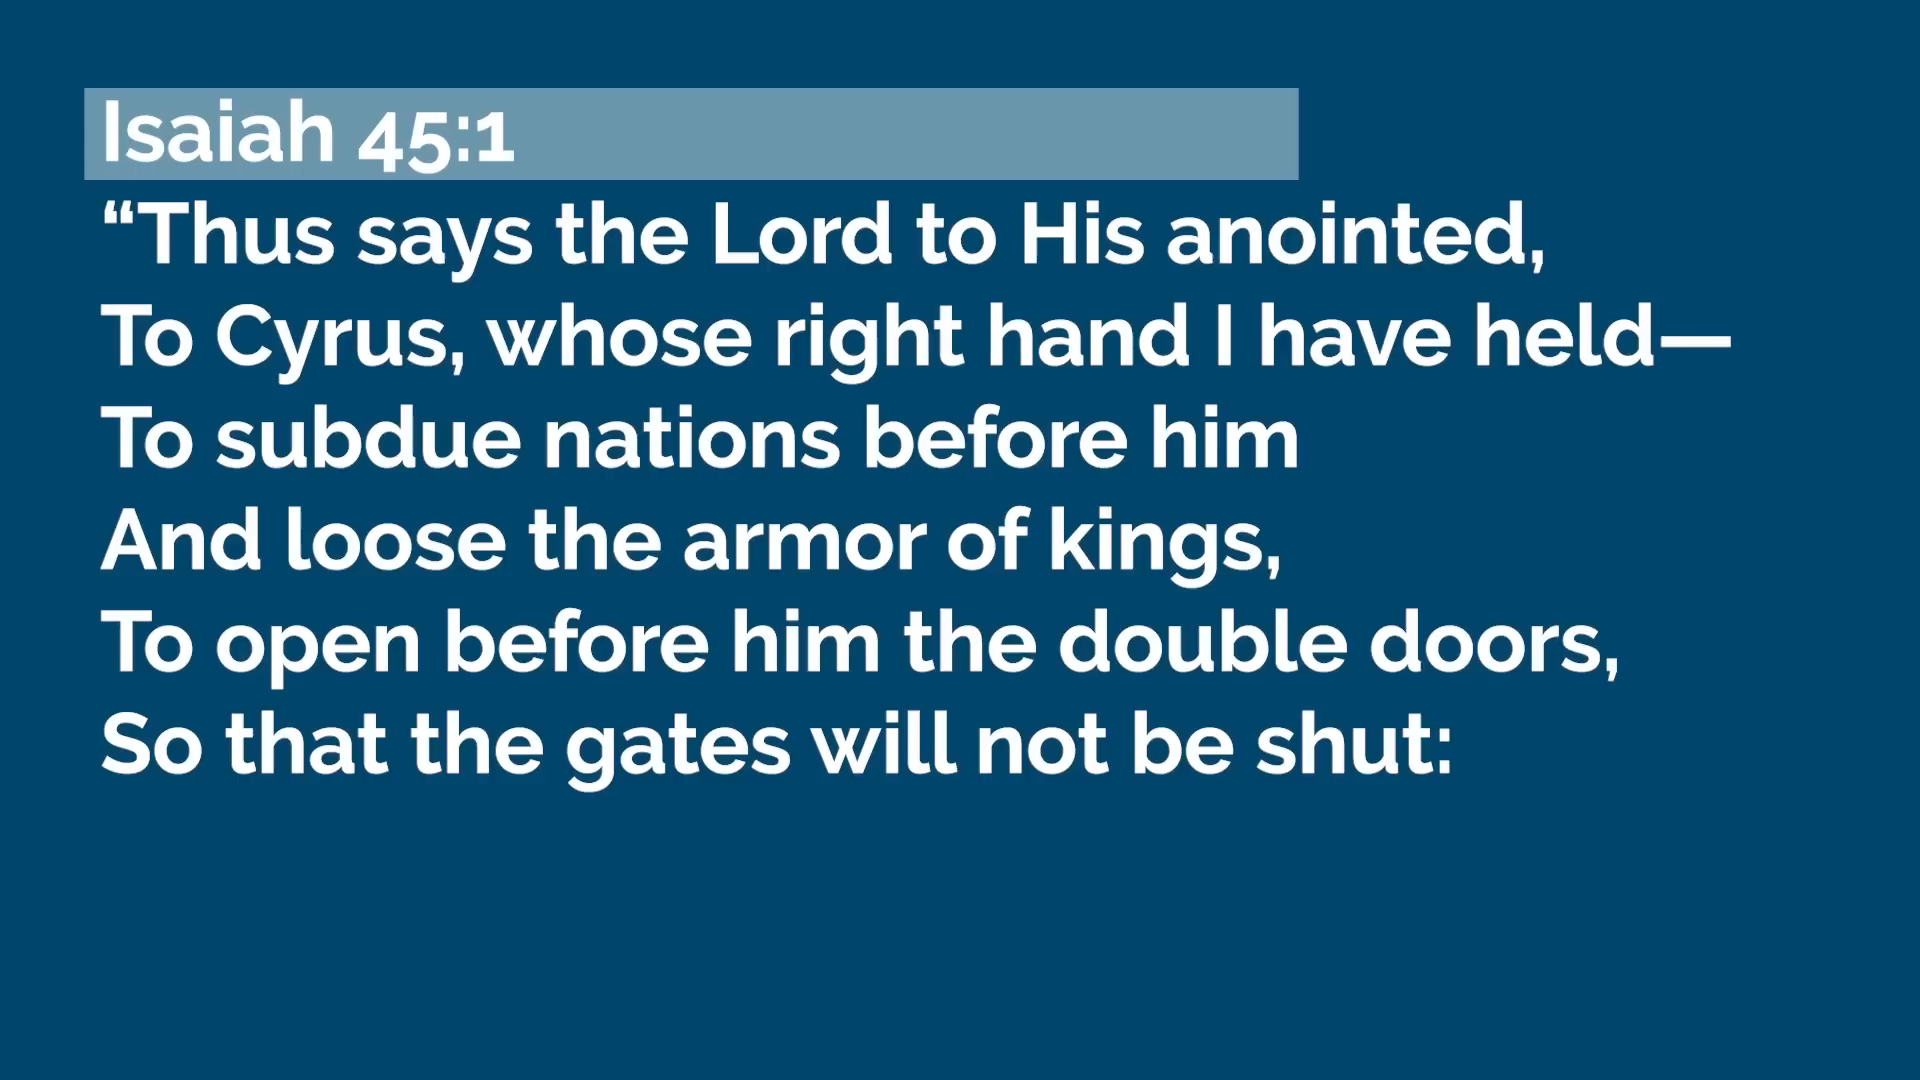 Isaiah 45:1
“Thus says the Lord to His anointed,
To Cyrus, whose right hand I have held—
To subdue nations before him
And loose the armor of kings,
To open before him the double doors,
So that the gates will not be shut: